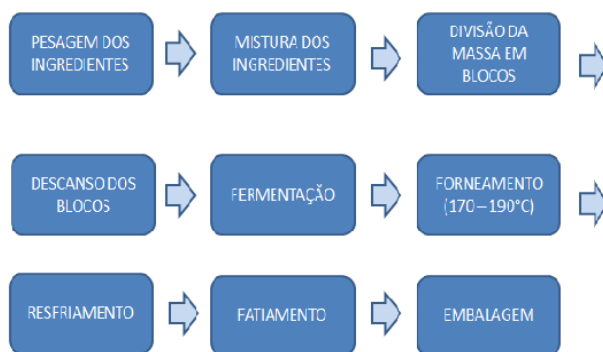 PESAGEM DOS
INGREDIENTES
MISTURA DOS
INGREDIENTES
DIVISÃO DA
MASSA EM
BLOCOS
DESCANSO DOS
BLOCOS
FERMENTAÇÃO
FORNEAMENTO
(170–190°C)
RESFRIAMENTO
FATIAMENTO
EMBALAGEM